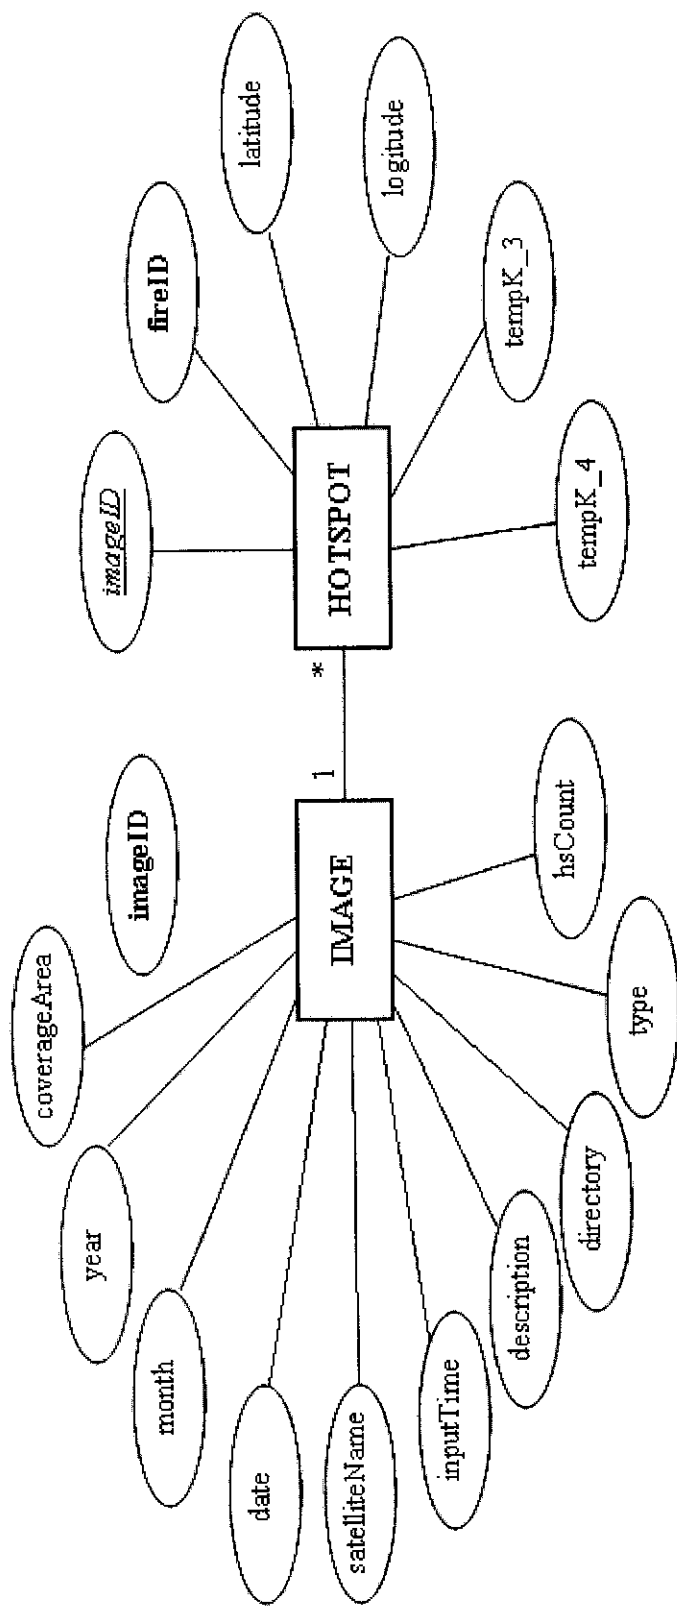 coverageArea
imageID
year
month
date
satelliteName
inputTime
description
directory
type
hsCount
IMAGE
1
*
HOTSPOT
imageID
fireID
latitude
logitude
tempK_3
tempK_4